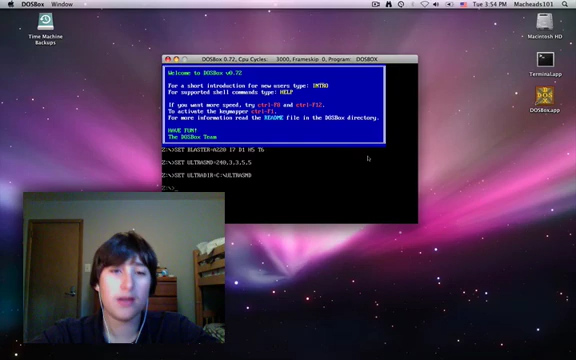 DOSBox Window
Tue 3:54 PM Macheads101
Time Machine
Backups
Macintosh HD
Terminal.app
DOSBox.app
DOSBox 0.72, Cpu Cycles: 3000, Frameskip 0, Program: DOSBOX
Welcome to DOSBox v0.72
For a short introduction for new users type: INTRO
For supported shell commands type: HELP
If you want more speed, try ctrl-F8 and ctrl-F12.
To activate the keymapper ctrl-F1.
For more information read the README file in the DOSBox directory.
HAVE FUN!
The DOSBox Team
Z:\>SET BLASTER=A220 I7 D1 H5 T6
Z:\>SET ULTRASND=240,3,3,5,5
Z:\>SET ULTRADIR=C:\ULTRASND
Z:\>_